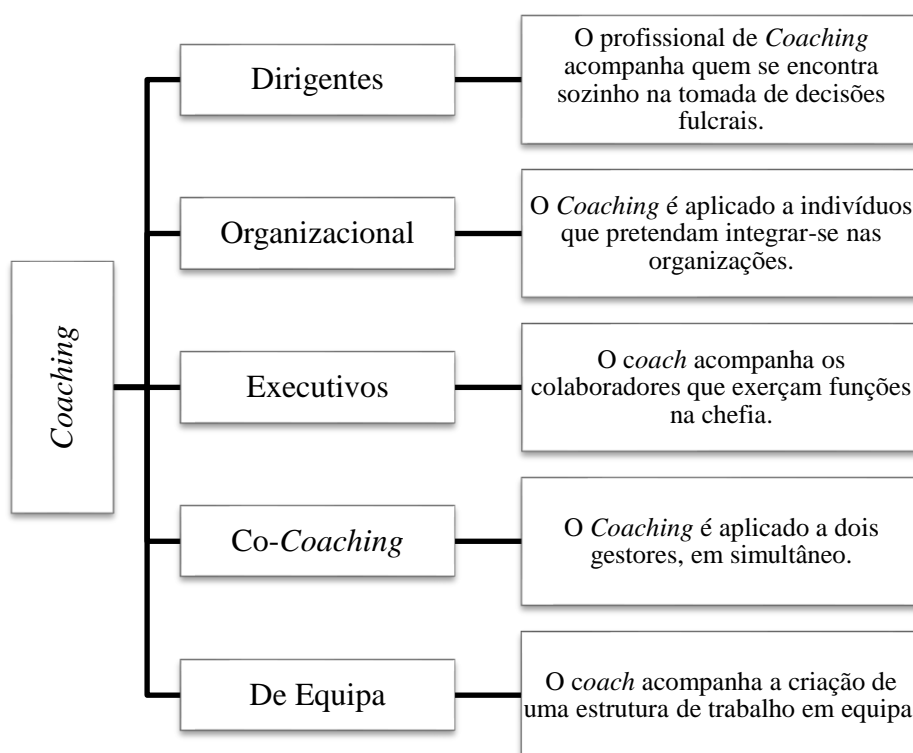 Coaching
Dirigentes
O profissional de Coaching
acompanha quem se encontra
sozinho na tomada de decisões
fulcrais.
Organizacional
O Coaching é aplicado a indivíduos
que pretendam integrar-se nas
organizações.
Executivos
O coach acompanha os
colaboradores que exerçam funções
na chefia.
Co-Coaching
O Coaching é aplicado a dois
gestores, em simultâneo.
De Equipa
O coach acompanha a criação de
uma estrutura de trabalho em equipa